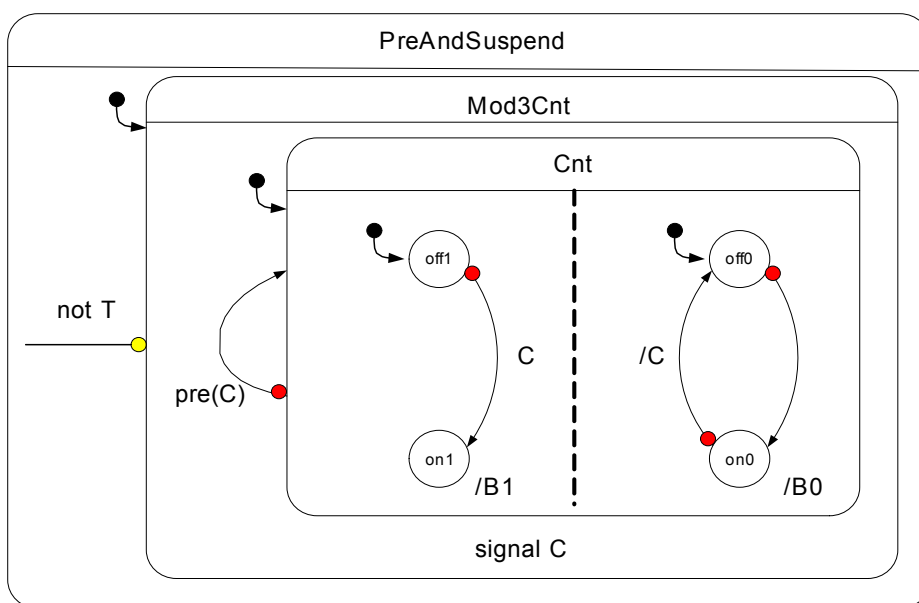 PreAndSuspend
Mod3Cnt
Cnt
off1
off0
not T
C
/C
pre(C)
on1
on0
/B1
/B0
signal C